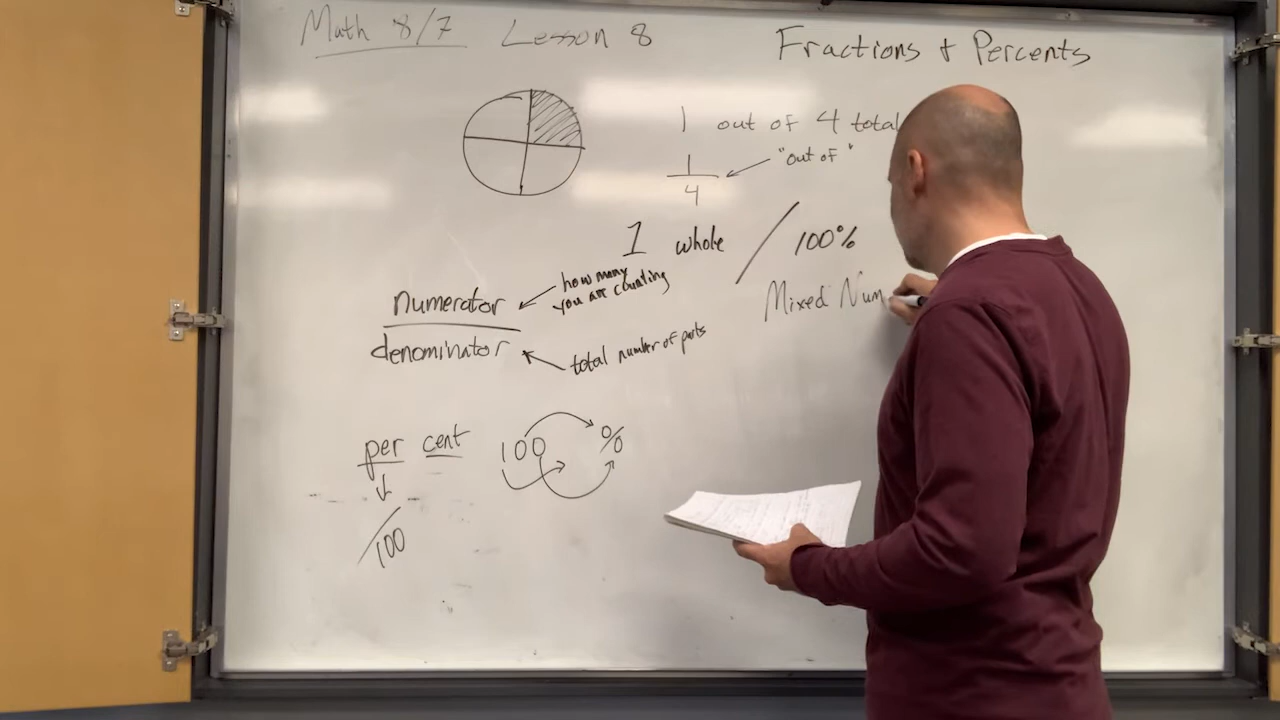 Math 8/7 Lesson 8 Fractions + Percents
1 out of 4 total
1
4
"out of"
1 whole / 100%
how many
you are counting
numerator
denominator
total number of parts
Mixed Num
per cent 100 %
/100